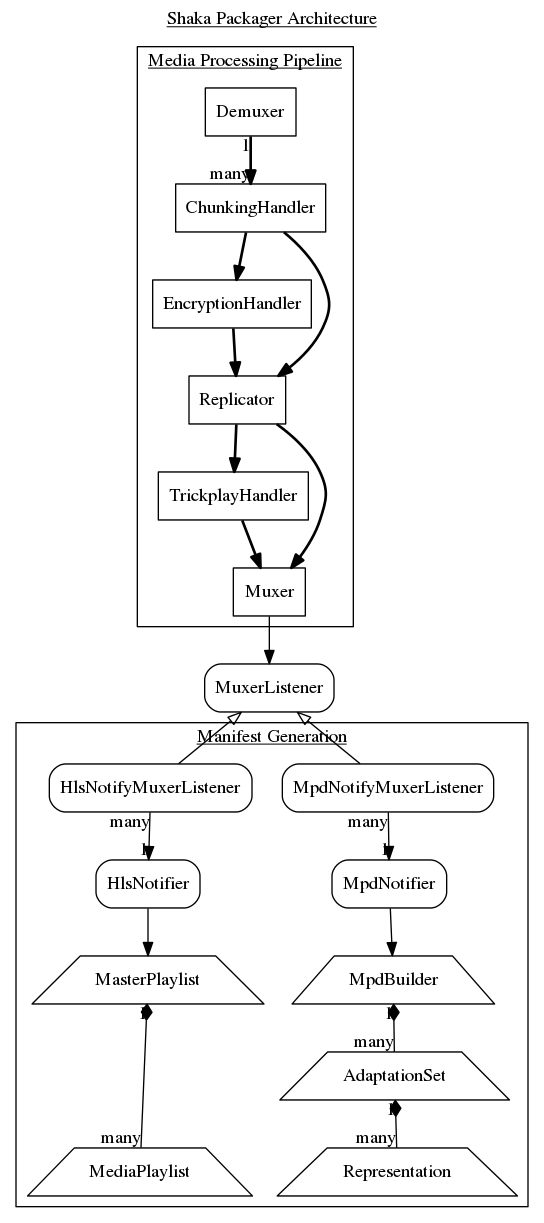 Shaka Packager Architecture
Media Processing Pipeline
Demuxer
1
many
ChunkingHandler
EncryptionHandler
Replicator
TrickplayHandler
Muxer
MuxerListener
Manifest Generation
HlsNotifyMuxerListener
MpdNotifyMuxerListener
many
many
1
1
HlsNotifier
MpdNotifier
MasterPlaylist
MpdBuilder
1
1
many
AdaptationSet
1
many
many
MediaPlaylist
Representation